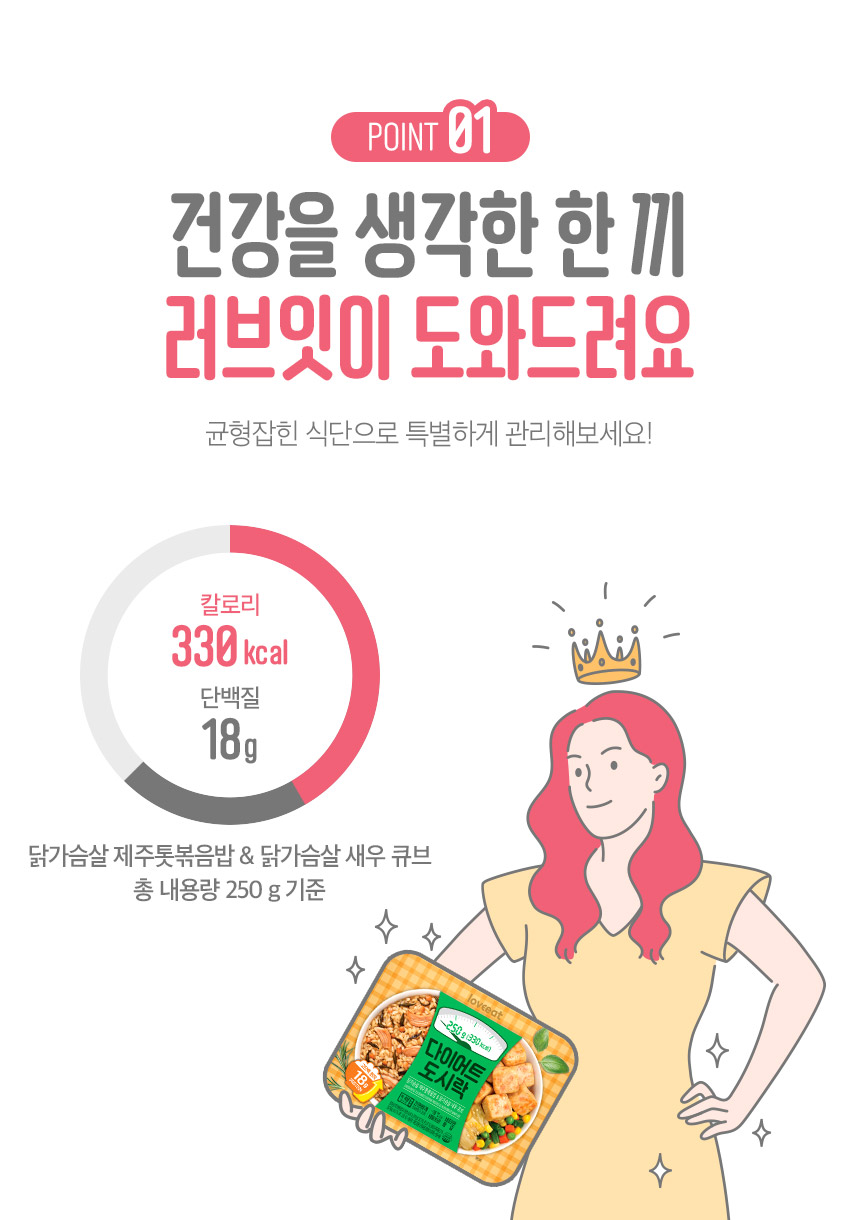 POINT 01
건강을 생각한 한 끼
러브잇이 도와드려요
균형잡힌 식단으로 특별하게 관리해보세요!
칼로리
330 kcal
단백질
18g
닭가슴살 제주톳볶음밥 & 닭가슴살 새우 큐브
총 내용량 250 g 기준
loveeat
250 g (330 kcal)
다이어트
도시락
18g